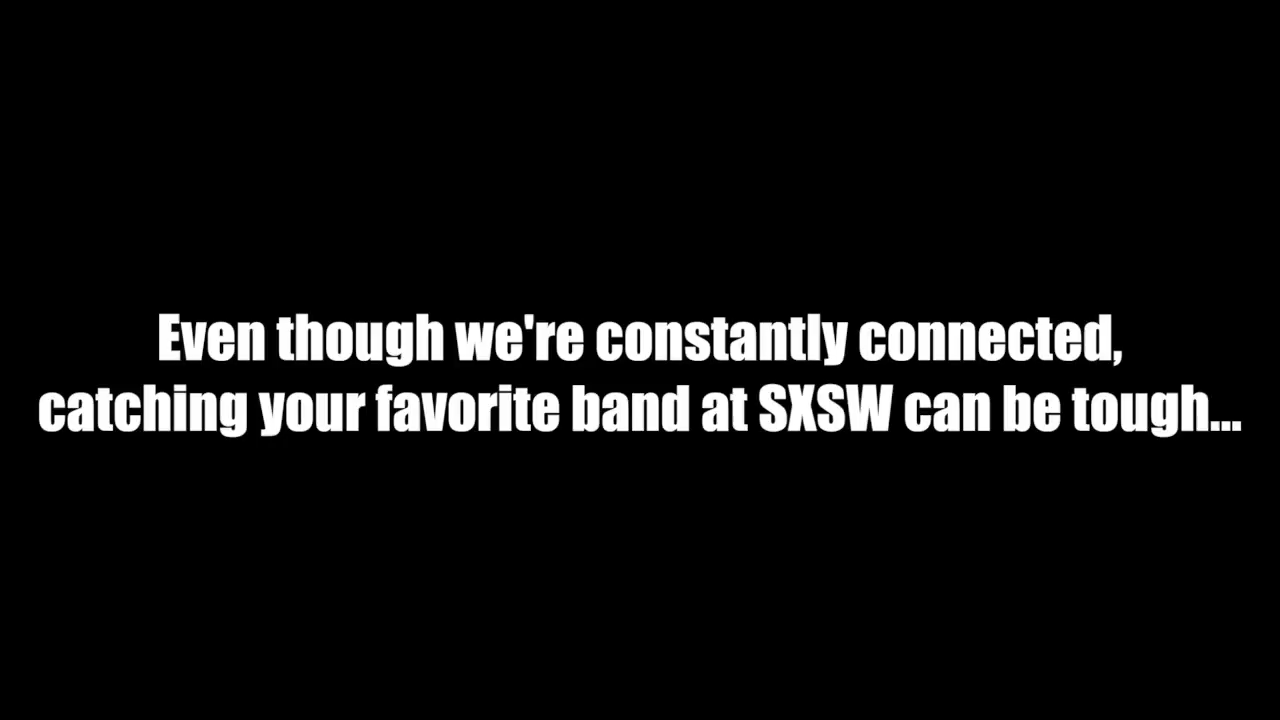 Even though we're constantly connected,
catching your favorite band at SXSW can be tough...